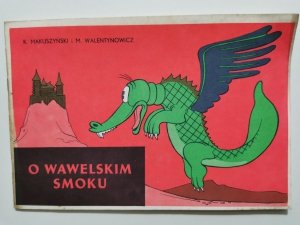 K. MAKUSZYŃSKI i M. WALENTYNOWICZ
O WAWELSKIM
SMOKU